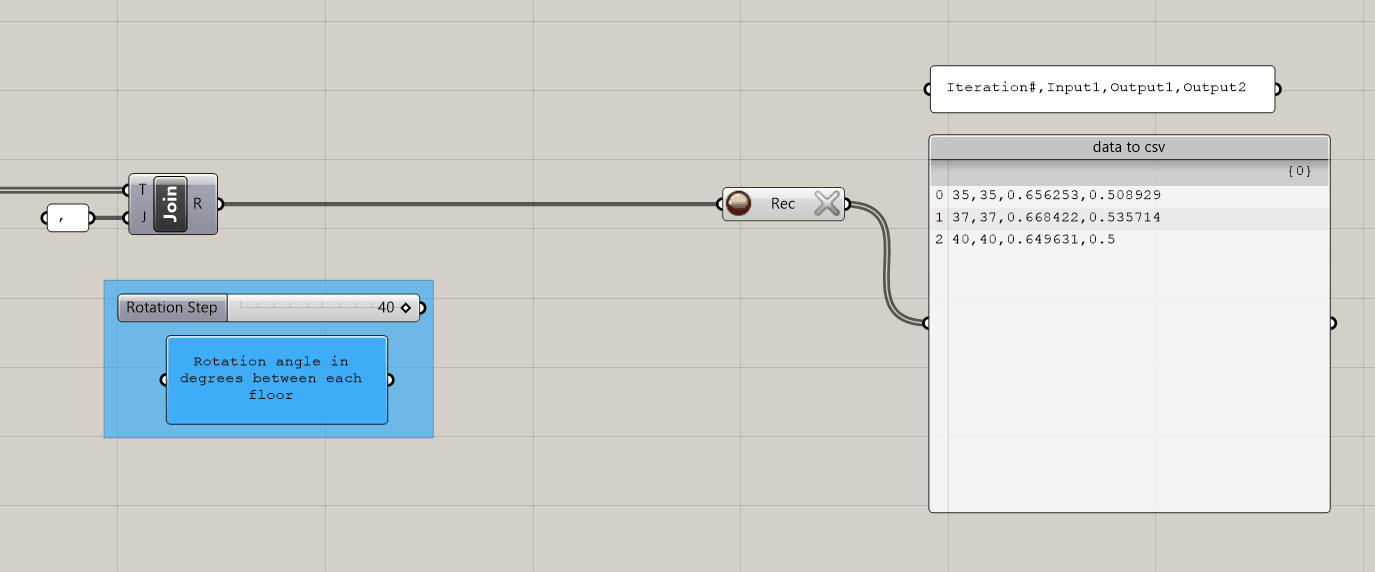 Iteration#,Input1,Output1,Output2
data to csv
{0}
0 35,35,0.656253,0.508929
1 37,37,0.668422,0.535714
2 40,40,0.649631,0.5
T
J
Join
R
,
Rec
Rotation Step
40
Rotation angle in
degrees between each
floor